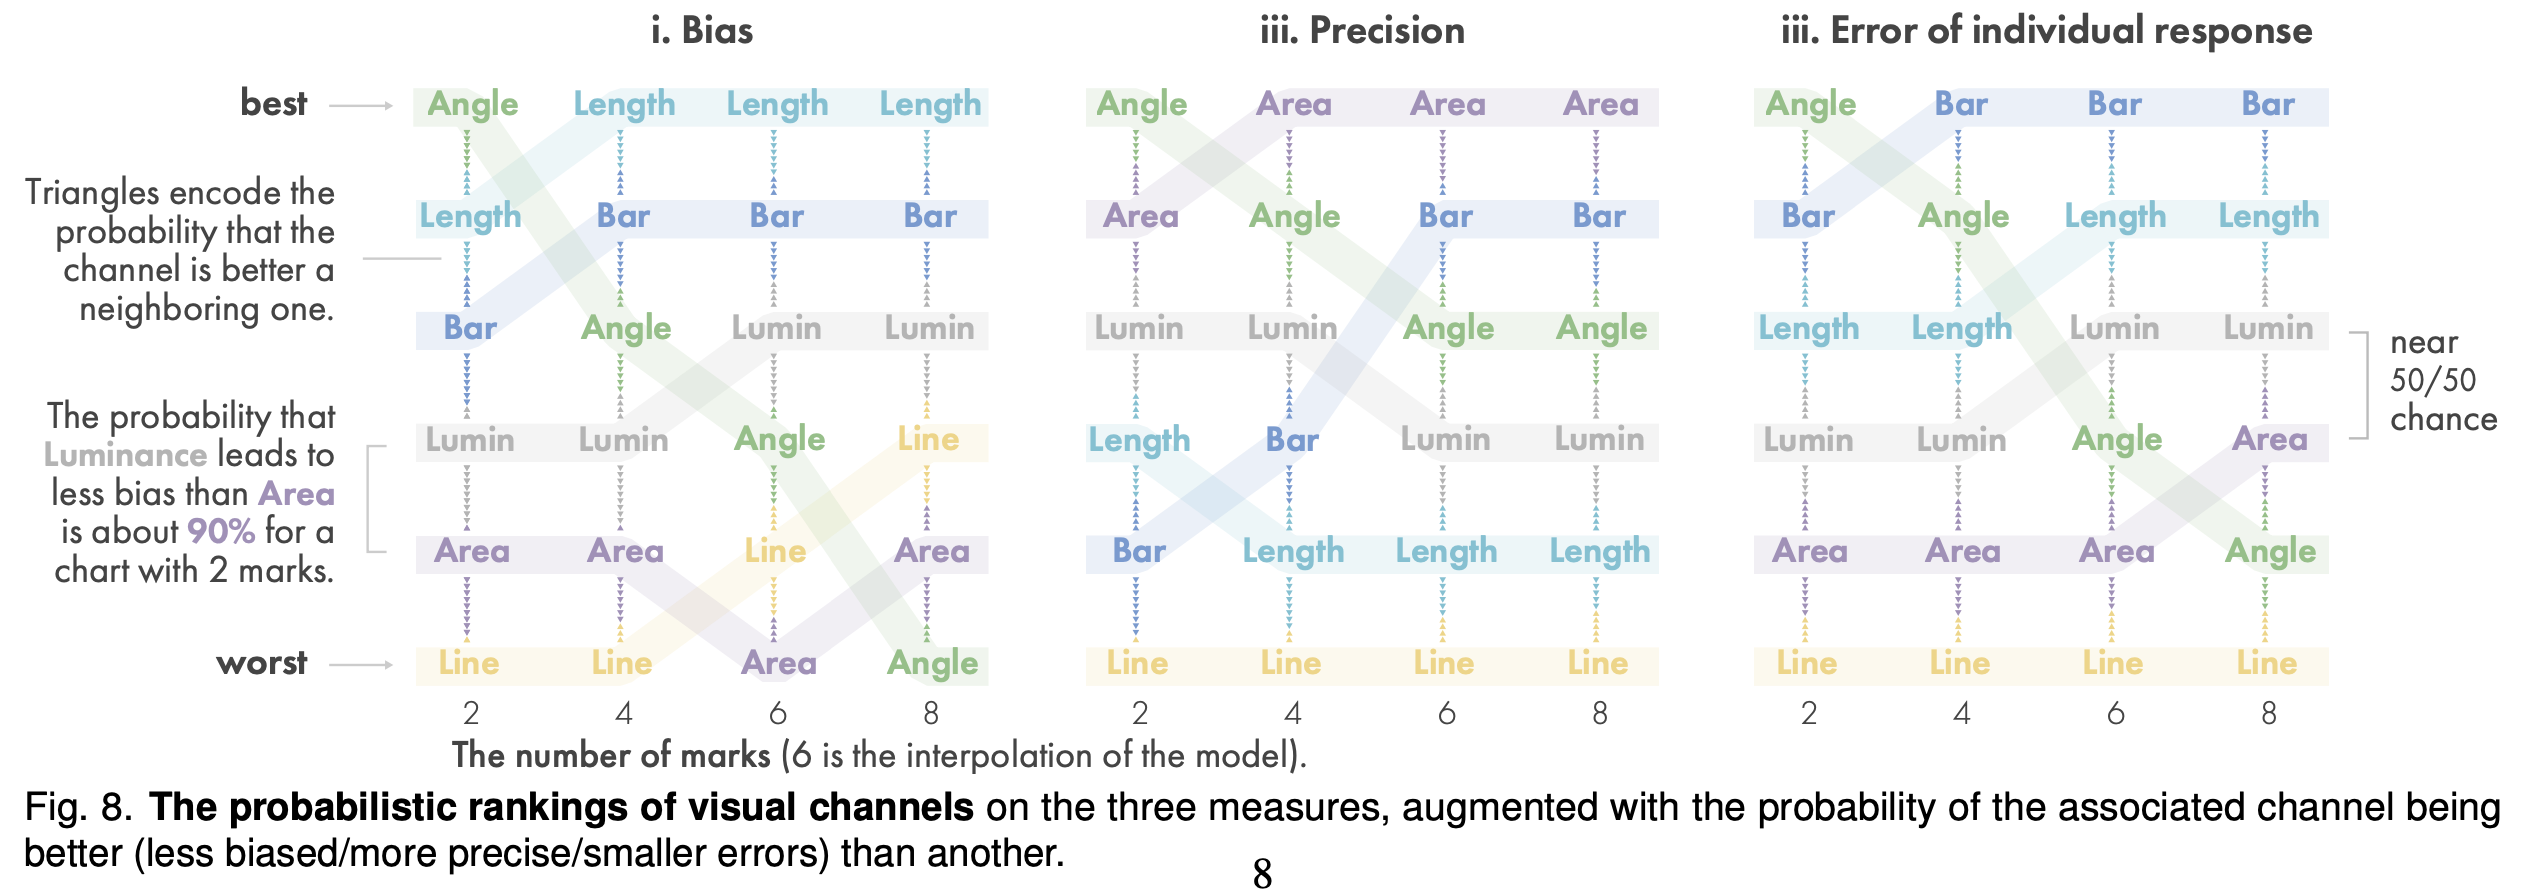 i. Bias
iii. Precision
iii. Error of individual response
best
Angle Length Length Length
Angle Area Area Area
Angle Bar Bar Bar
Triangles encode the
probability that the
channel is better a
neighboring one.
Length Bar Bar Bar
Area Angle Bar Bar
Bar Angle Length Length
Bar Angle Lumin Lumin
Lumin Lumin Angle Angle
Length Length Lumin Lumin
near
50/50
chance
The probability that
Luminance leads to
less bias than Area
is about 90% for a
chart with 2 marks.
Lumin Lumin Angle Line
Length Bar Lumin Lumin
Lumin Lumin Angle Area
Area Area Line Area
Bar Length Length Length
Area Area Area Angle
worst
Line Line Area Angle
Line Line Line Line
Line Line Line Line
2 4 6 8
2 4 6 8
2 4 6 8
The number of marks (6 is the interpolation of the model).
Fig. 8. The probabilistic rankings of visual channels on the three measures, augmented with the probability of the associated channel being
better (less biased/more precise/smaller errors) than another.
8